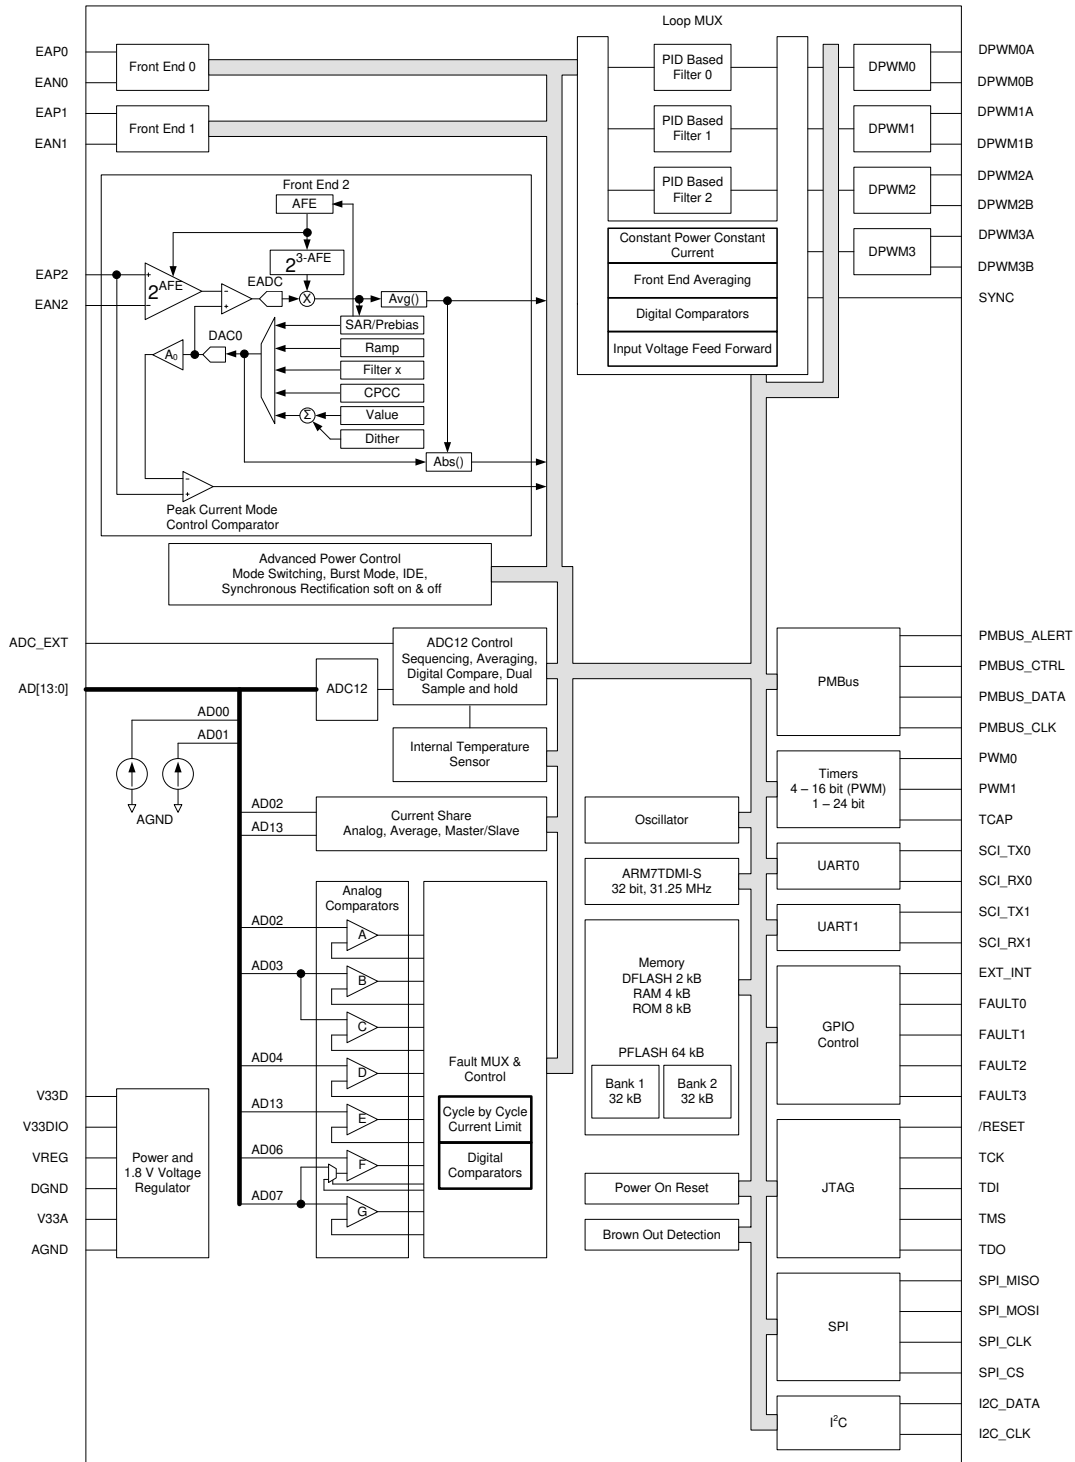 Loop MUX
EAP0
EAN0
EAP1
EAN1
Front End 0
Front End 1
PID Based
Filter 0
PID Based
Filter 1
PID Based
Filter 2
Constant Power Constant
Current
Front End Averaging
Digital Comparators
Input Voltage Feed Forward
DPWM0
DPWM1
DPWM2
DPWM3
DPWM0A
DPWM0B
DPWM1A
DPWM1B
DPWM2A
DPWM2B
DPWM3A
DPWM3B
SYNC
Front End 2
AFE
2^3-AFE
EAP2
EAN2
+
-
2^AFE
-
+
EADC
X
Avg()
SAR/Prebias
Ramp
Filter x
CPCC
Value
Dither
Σ
DAC0
A₀
Abs()
-
+
Peak Current Mode
Control Comparator
Advanced Power Control
Mode Switching, Burst Mode, IDE,
Synchronous Rectification soft on & off
ADC_EXT
AD[13:0]
ADC12
ADC12 Control
Sequencing, Averaging,
Digital Compare, Dual
Sample and hold
Internal Temperature
Sensor
AD00
AD01
AGND
AD02
AD13
Current Share
Analog, Average, Master/Slave
Analog
Comparators
AD02
A
AD03
B
C
AD04
D
AD13
E
AD06
F
AD07
G
Fault MUX &
Control
Cycle by Cycle
Current Limit
Digital
Comparators
V33D
V33DIO
VREG
DGND
V33A
AGND
Power and
1.8 V Voltage
Regulator
Oscillator
ARM7TDMI-S
32 bit, 31.25 MHz
Memory
DFLASH 2 kB
RAM 4 kB
ROM 8 kB
PFLASH 64 kB
Bank 1
32 kB
Bank 2
32 kB
Power On Reset
Brown Out Detection
PMBus
PMBUS_ALERT
PMBUS_CTRL
PMBUS_DATA
PMBUS_CLK
Timers
4 – 16 bit (PWM)
1 – 24 bit
PWM0
PWM1
TCAP
UART0
SCI_TX0
SCI_RX0
UART1
SCI_TX1
SCI_RX1
GPIO
Control
EXT_INT
FAULT0
FAULT1
FAULT2
FAULT3
JTAG
/RESET
TCK
TDI
TMS
TDO
SPI
SPI_MISO
SPI_MOSI
SPI_CLK
SPI_CS
I²C
I2C_DATA
I2C_CLK